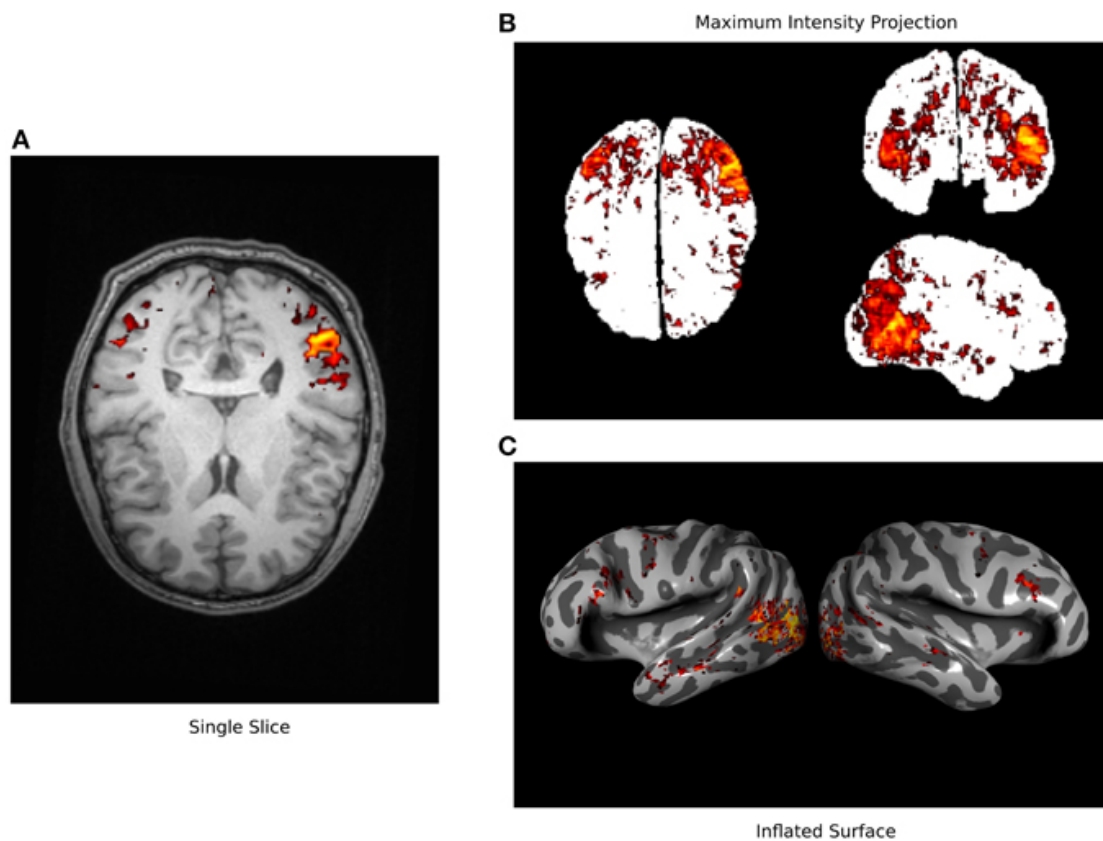 B
Maximum Intensity Projection
A
C
Single Slice
Inflated Surface